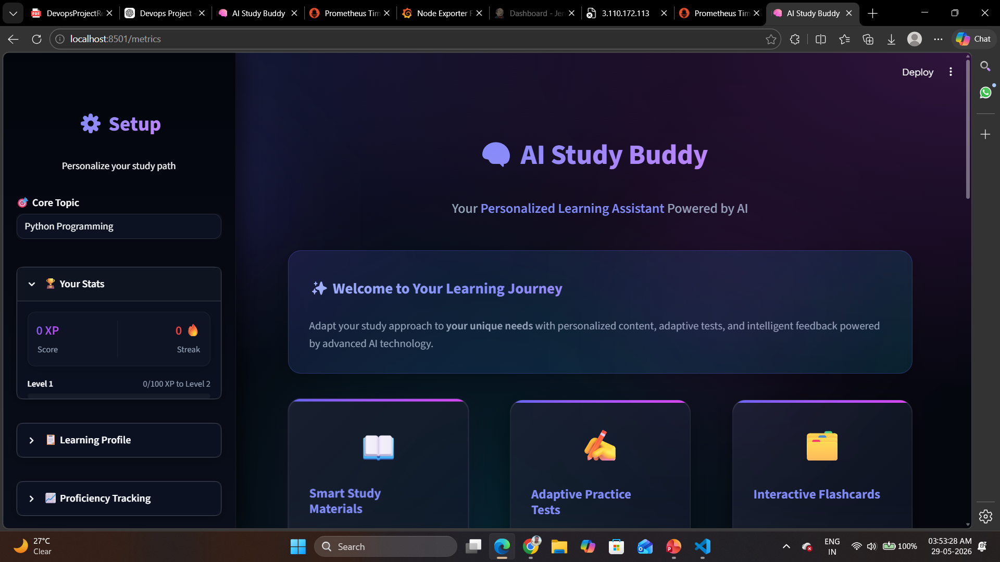 DevopsProjectRe
Devops Project -
AI Study Buddy
Prometheus Tim
Node Exporter F
Dashboard - Jen
3.110.172.113
Prometheus Tim
AI Study Buddy
localhost:8501/metrics
Chat
Deploy
Setup
Personalize your study path
Core Topic
Python Programming
Your Stats
0 XP
0
Score
Streak
Level 1
0/100 XP to Level 2
Learning Profile
Proficiency Tracking
AI Study Buddy
Your Personalized Learning Assistant Powered by AI
Welcome to Your Learning Journey
Adapt your study approach to your unique needs with personalized content, adaptive tests, and intelligent feedback powered
by advanced AI technology.
Smart Study
Materials
Adaptive Practice
Tests
Interactive Flashcards
27°C
Clear
Search
ENG
IN
100%
03:53:28 AM
29-05-2026